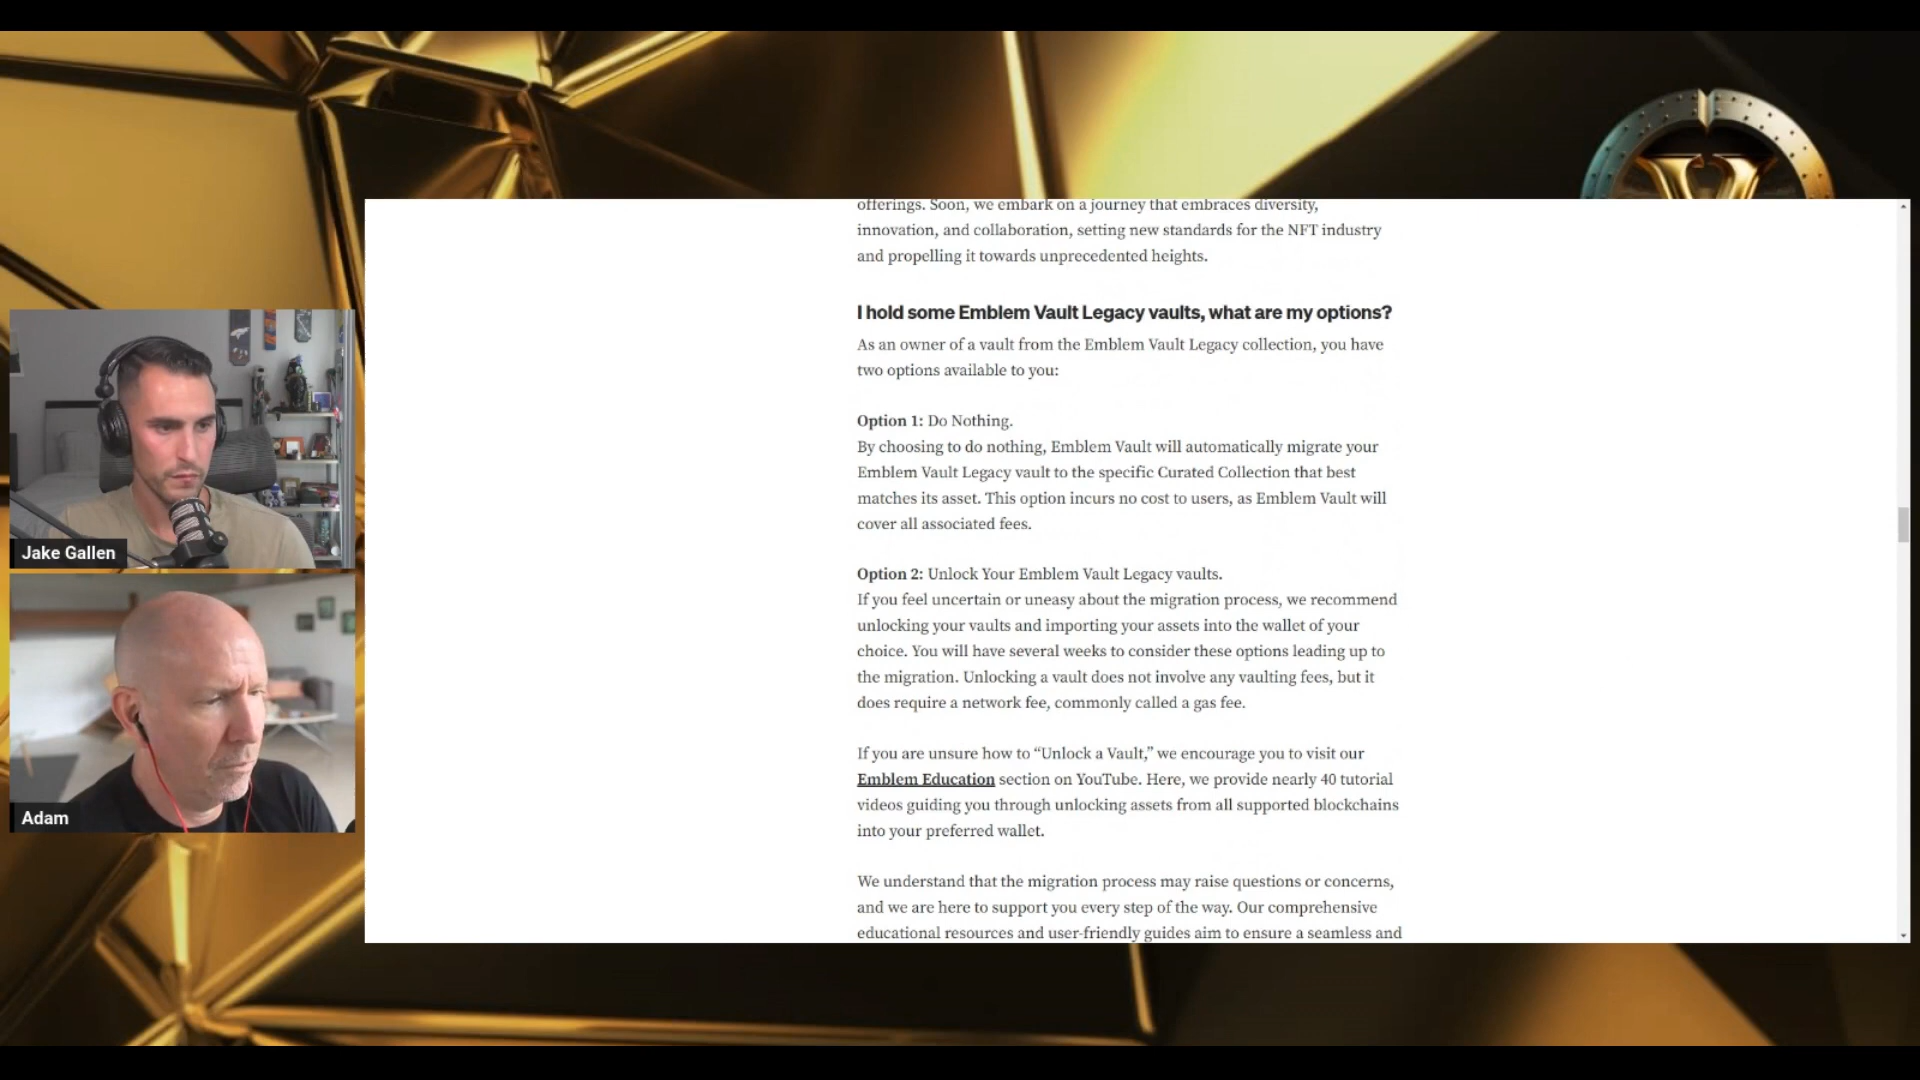 offerings. Soon, we embark on a journey that embraces diversity,
innovation, and collaboration, setting new standards for the NFT industry
and propelling it towards unprecedented heights.
I hold some Emblem Vault Legacy vaults, what are my options?
As an owner of a vault from the Emblem Vault Legacy collection, you have
two options available to you:
Option 1: Do Nothing.
By choosing to do nothing, Emblem Vault will automatically migrate your
Emblem Vault Legacy vault to the specific Curated Collection that best
matches its asset. This option incurs no cost to users, as Emblem Vault will
cover all associated fees.
Option 2: Unlock Your Emblem Vault Legacy vaults.
If you feel uncertain or uneasy about the migration process, we recommend
unlocking your vaults and importing your assets into the wallet of your
choice. You will have several weeks to consider these options leading up to
the migration. Unlocking a vault does not involve any vaulting fees, but it
does require a network fee, commonly called a gas fee.
If you are unsure how to “Unlock a Vault,” we encourage you to visit our
Emblem Education section on YouTube. Here, we provide nearly 40 tutorial
videos guiding you through unlocking assets from all supported blockchains
into your preferred wallet.
We understand that the migration process may raise questions or concerns,
and we are here to support you every step of the way. Our comprehensive
educational resources and user-friendly guides aim to ensure a seamless and
Jake Gallen
Adam